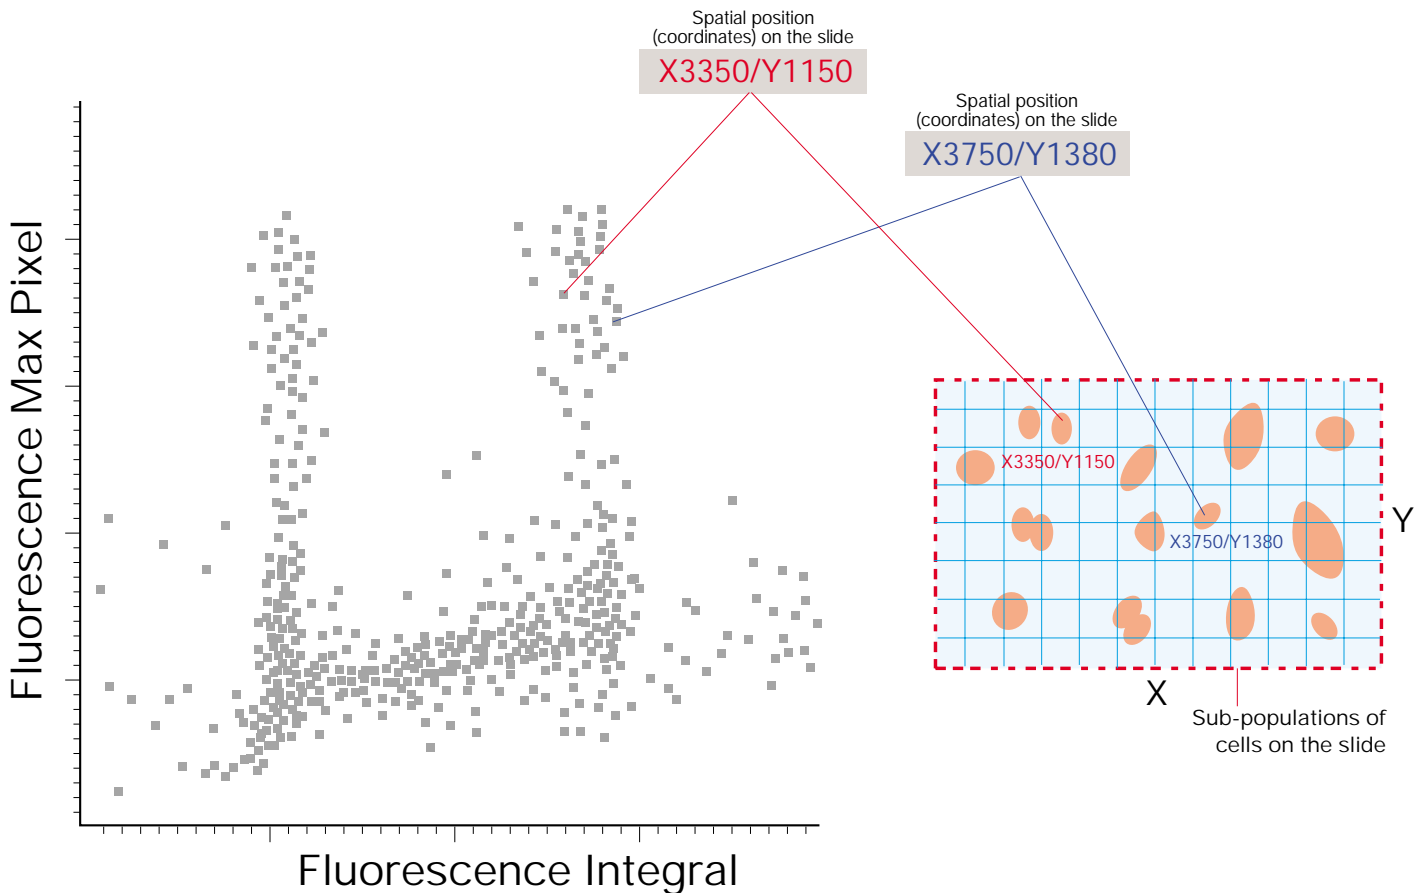 Spatial position
(coordinates) on the slide
X3350/Y1150
Spatial position
(coordinates) on the slide
X3750/Y1380
Fluorescence Max Pixel
X3350/Y1150
X3750/Y1380
Y
X
Sub-populations of
cells on the slide
Fluorescence Integral